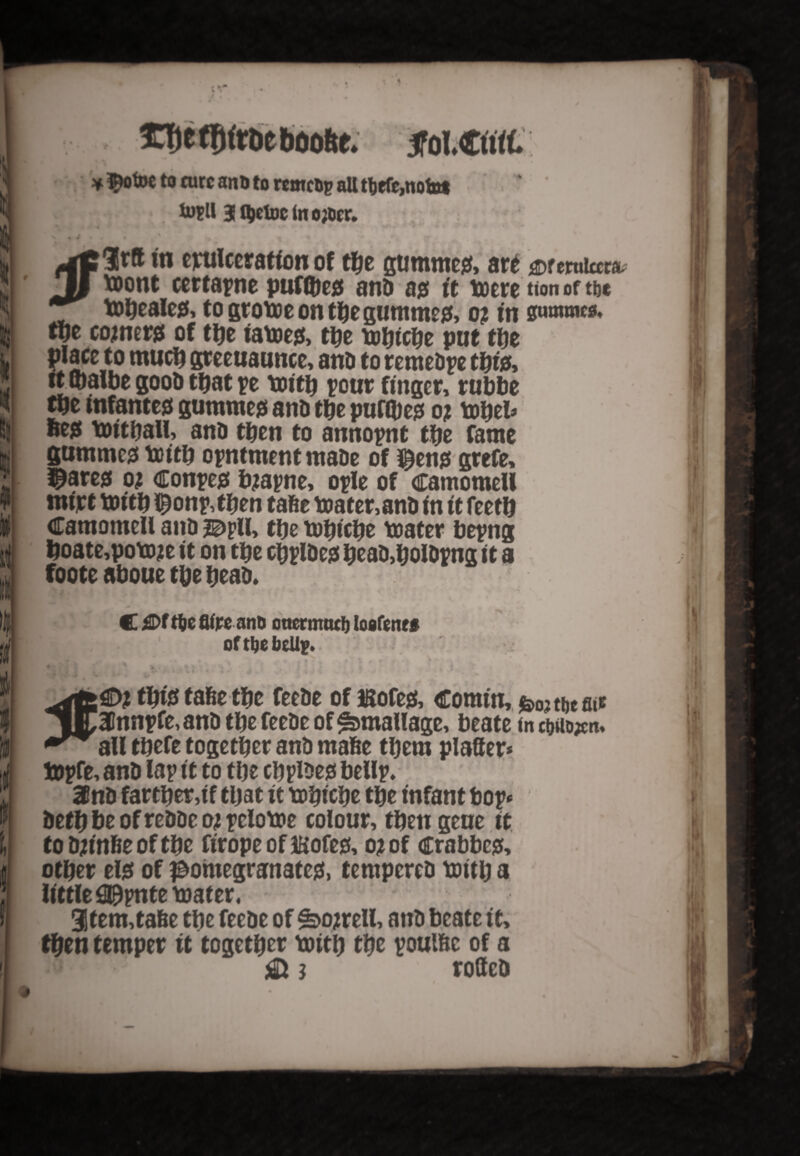 The thirde booke. Fol.Ciiii.
¶ Howe to cure and to remedy all these, nowe
wyll I shewe in order.
FIrst in exulceration of the gummes, are
wont certayne pusshes and as it were
wheales, to growe on the gummes, or in
the corners of the iawes, the whiche put the
place to much greeuaunce, and to remedye this,
it shalbe good that ye with your finger, rubbe
the infantes gummes and the pusshes or whel-
kes withall, and then to annoynt the same
gummes with oyntment made of Hens grese,
Hares or Conyes brayne, oyle of Camomell
mixt with Hony, then take water, and in it seeth
Camomell and Dyll, the whiche water beyng
hoate, powre it on the chyldes head, holdyng it a
foote aboue the head.
Of exulcera-
tion of the
gummes.
¶ Of the flixe and ouermuch loosenes
of the belly.
FOr this take the seede of Roses, Comin,
Annyse, and the seede of Smallage, beate
all these together and make them plaster-
wyse, and lap it to the chyldes belly.
For the flix
in children.
And farther, if that it whiche the infant voy-
deth be of redde or yelowe colour, then geue it
to drinke of the sirope of Roses, or of Crabbes,
other els of Pomegranates, tempered with a
little Mynte water.
Item, take the seede of Sorrell, and beate it,
then temper it together with the youlke of a
O 3 rosted